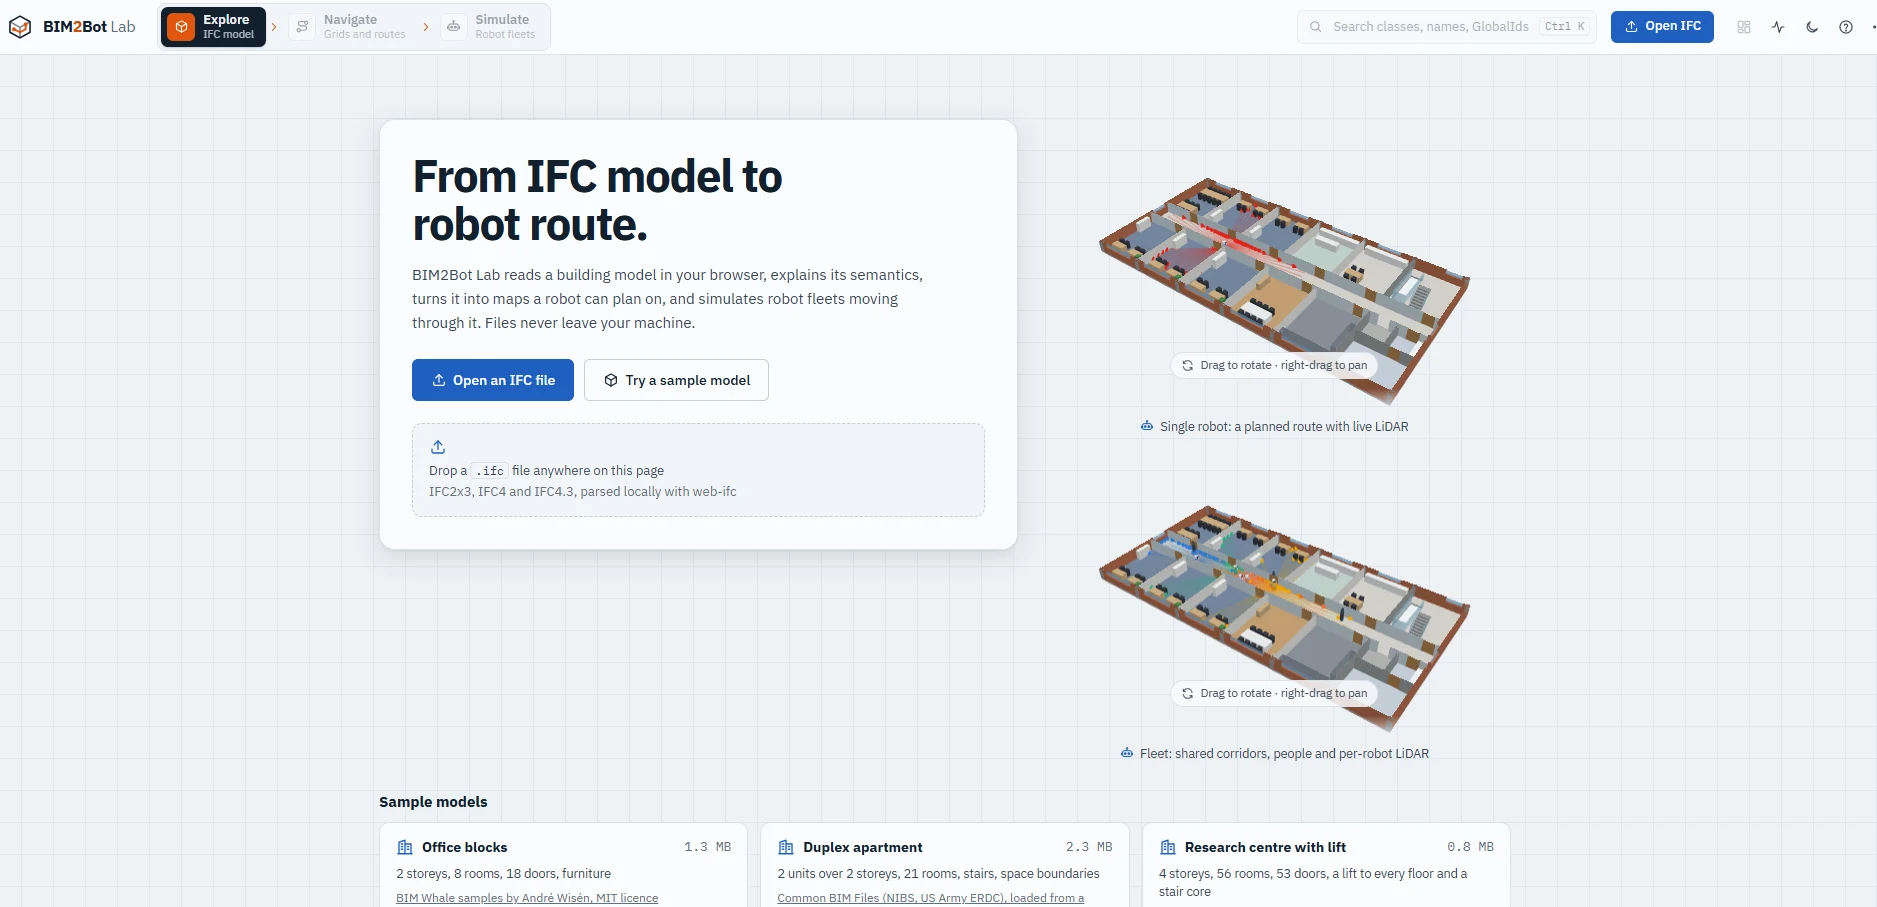 BIM2Bot Lab
Explore
IFC model
Navigate
Grids and routes
Simulate
Robot fleets
Search classes, names, GlobalIds
Ctrl K
Open IFC
From IFC model to
robot route.
BIM2Bot Lab reads a building model in your browser, explains its semantics,
turns it into maps a robot can plan on, and simulates robot fleets moving
through it. Files never leave your machine.
Open an IFC file
Try a sample model
Drop a .ifc file anywhere on this page
IFC2x3, IFC4 and IFC4.3, parsed locally with web-ifc
Drag to rotate · right-drag to pan
Single robot: a planned route with live LiDAR
Drag to rotate · right-drag to pan
Fleet: shared corridors, people and per-robot LiDAR
Sample models
Office blocks
1.3 MB
2 storeys, 8 rooms, 18 doors, furniture
BIM Whale samples by André Wisén, MIT licence
Duplex apartment
2.3 MB
2 units over 2 storeys, 21 rooms, stairs, space boundaries
Common BIM Files (NIBS, US Army ERDC), loaded from a
Research centre with lift
0.8 MB
4 storeys, 56 rooms, 53 doors, a lift to every floor and a
stair core